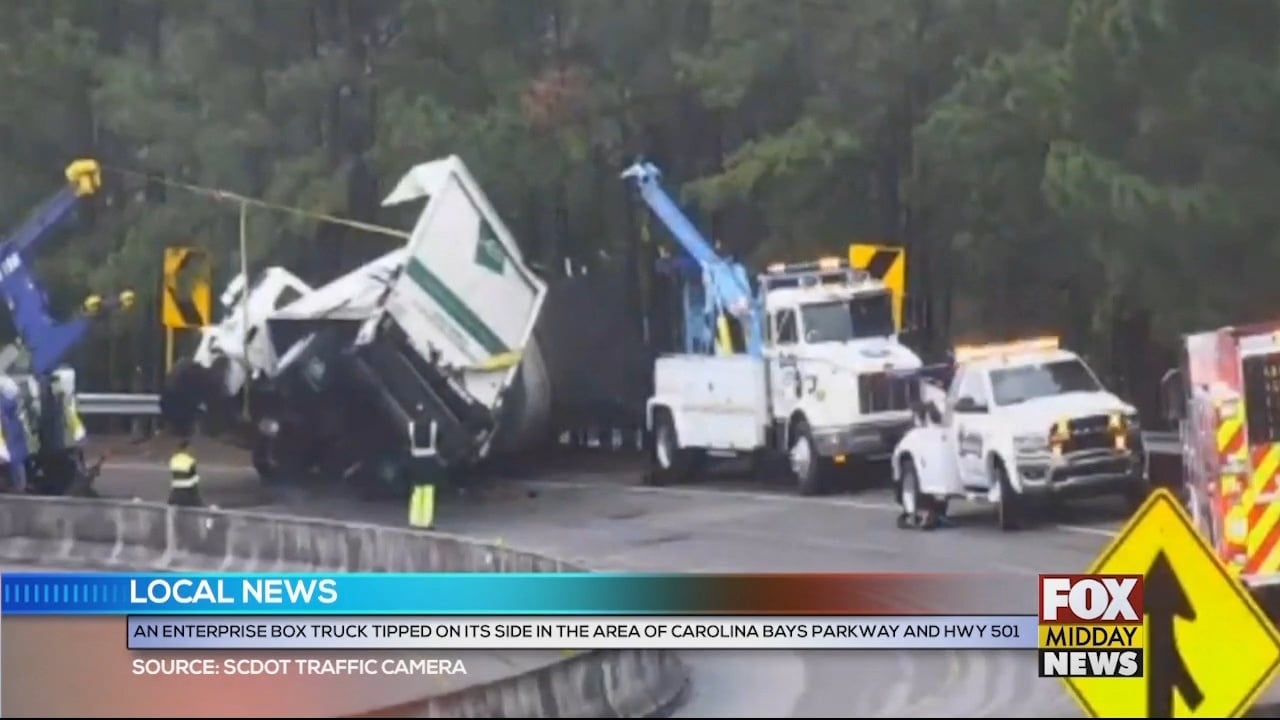 LOCAL NEWS
AN ENTERPRISE BOX TRUCK TIPPED ON ITS SIDE IN THE AREA OF CAROLINA BAYS PARKWAY AND HWY 501
SOURCE: SCDOT TRAFFIC CAMERA
FOX
MIDDAY
NEWS